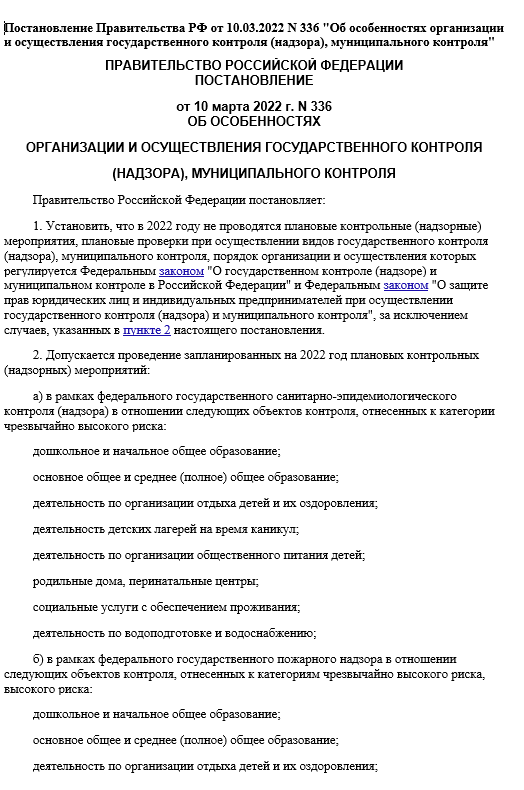 Постановление Правительства РФ от 10.03.2022 N 336 "Об особенностях организации
и осуществления государственного контроля (надзора), муниципального контроля"
ПРАВИТЕЛЬСТВО РОССИЙСКОЙ ФЕДЕРАЦИИ
ПОСТАНОВЛЕНИЕ
от 10 марта 2022 г. N 336
ОБ ОСОБЕННОСТЯХ
ОРГАНИЗАЦИИ И ОСУЩЕСТВЛЕНИЯ ГОСУДАРСТВЕННОГО КОНТРОЛЯ
(НАДЗОРА), МУНИЦИПАЛЬНОГО КОНТРОЛЯ
Правительство Российской Федерации постановляет:
1. Установить, что в 2022 году не проводятся плановые контрольные (надзорные)
мероприятия, плановые проверки при осуществлении видов государственного контроля
(надзора), муниципального контроля, порядок организации и осуществления которых
регулируется Федеральным законом "О государственном контроле (надзоре) и
муниципальном контроле в Российской Федерации" и Федеральным законом "О защите
прав юридических лиц и индивидуальных предпринимателей при осуществлении
государственного контроля (надзора) и муниципального контроля", за исключением
случаев, указанных в пункте 2 настоящего постановления.
2. Допускается проведение запланированных на 2022 год плановых контрольных
(надзорных) мероприятий:
а) в рамках федерального государственного санитарно-эпидемиологического
контроля (надзора) в отношении следующих объектов контроля, отнесенных к категории
чрезвычайно высокого риска:
дошкольное и начальное общее образование;
основное общее и среднее (полное) общее образование;
деятельность по организации отдыха детей и их оздоровления;
деятельность детских лагерей на время каникул;
деятельность по организации общественного питания детей;
родильные дома, перинатальные центры;
социальные услуги с обеспечением проживания;
деятельность по водоподготовке и водоснабжению;
б) в рамках федерального государственного пожарного надзора в отношении
следующих объектов контроля, отнесенных к категориям чрезвычайно высокого риска,
высокого риска:
дошкольное и начальное общее образование;
основное общее и среднее (полное) общее образование;
деятельность по организации отдыха детей и их оздоровления;